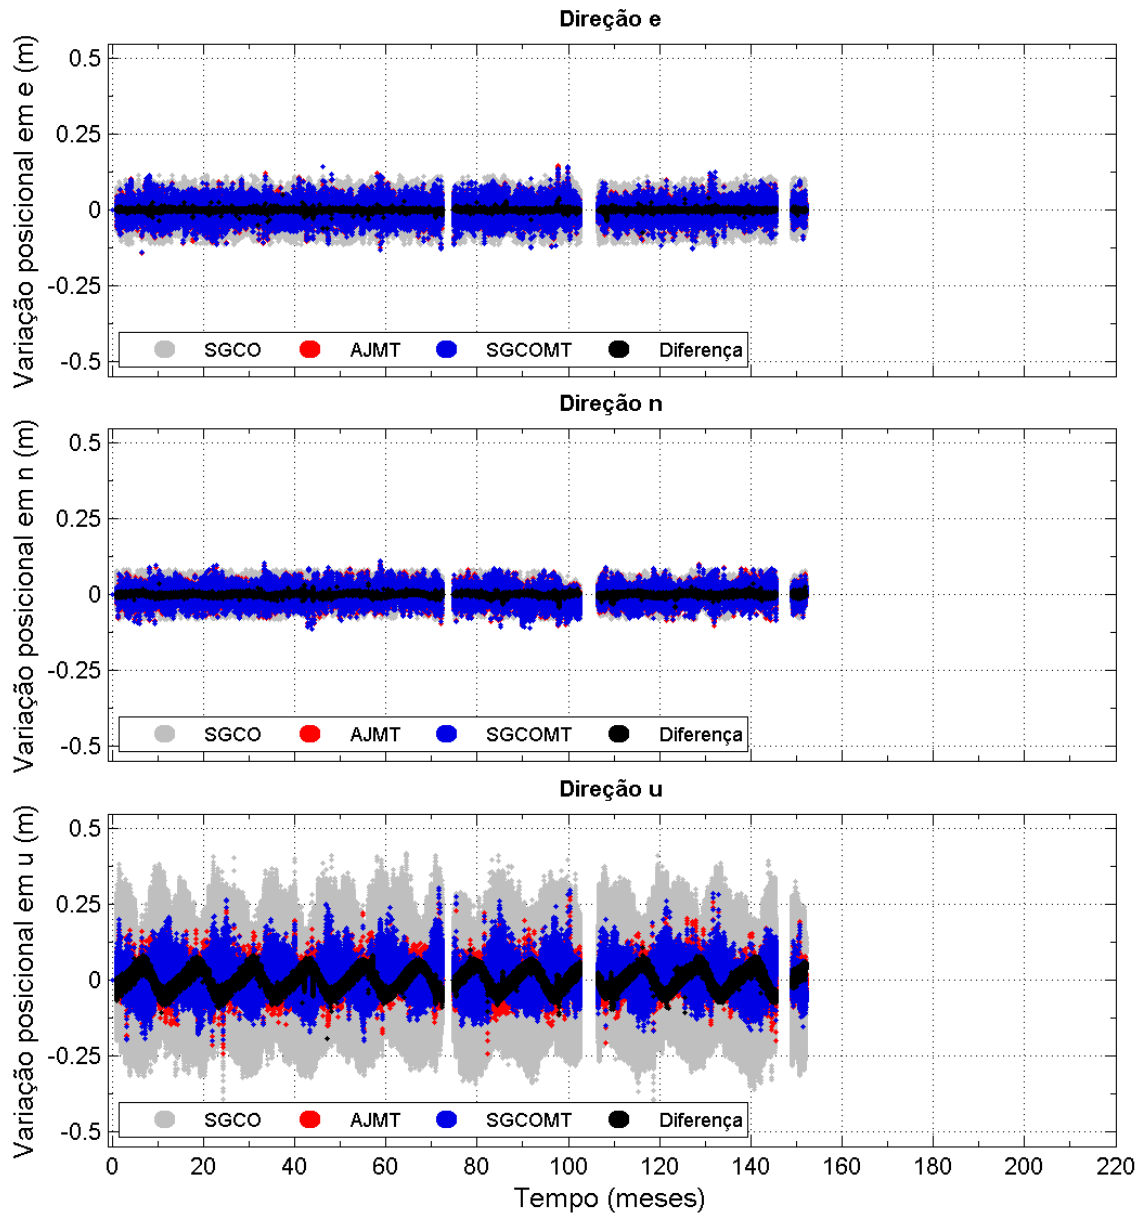 Direção e
Variação posicional em e (m)
0.5
0.25
0
-0.25
-0.5
SGCO AJMT SGCOMT Diferença
Direção n
Variação posicional em n (m)
0.5
0.25
0
-0.25
-0.5
SGCO AJMT SGCOMT Diferença
Direção u
Variação posicional em u (m)
0.5
0.25
0
-0.25
-0.5
SGCO AJMT SGCOMT Diferença
0 20 40 60 80 100 120 140 160 180 200 220
Tempo (meses)